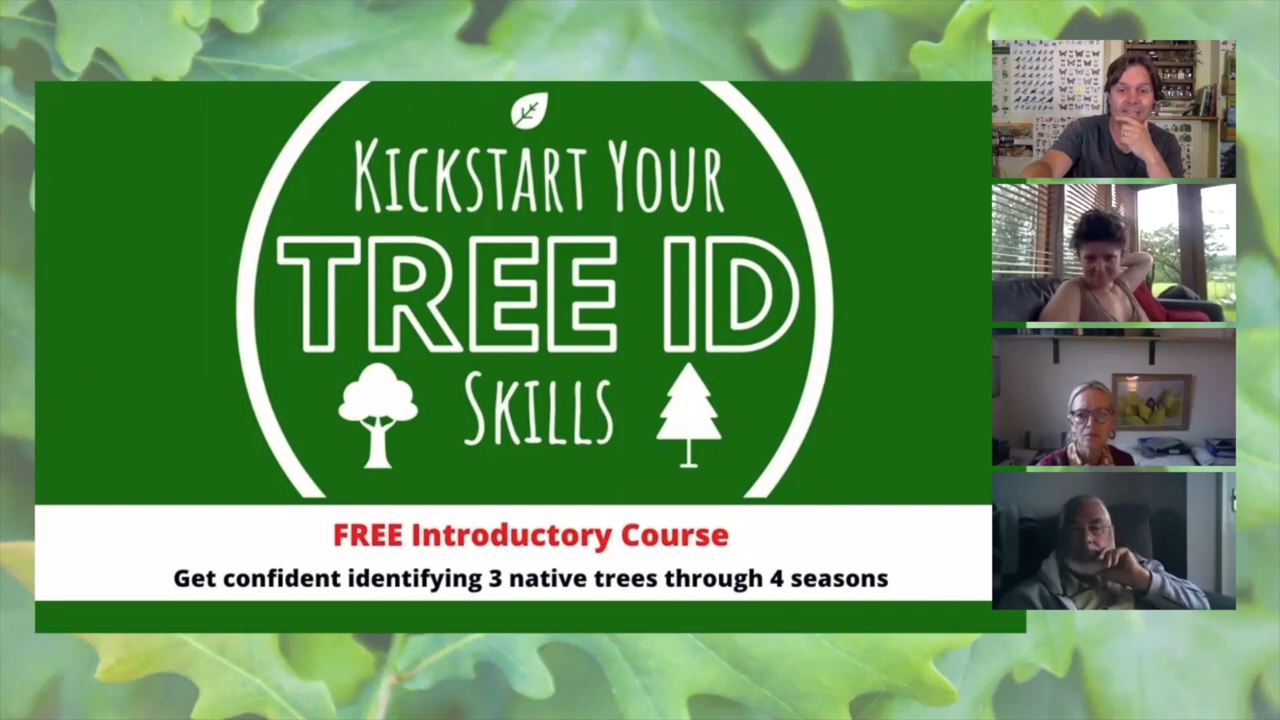 KICKSTART YOUR
TREE ID
SKILLS
FREE Introductory Course
Get confident identifying 3 native trees through 4 seasons